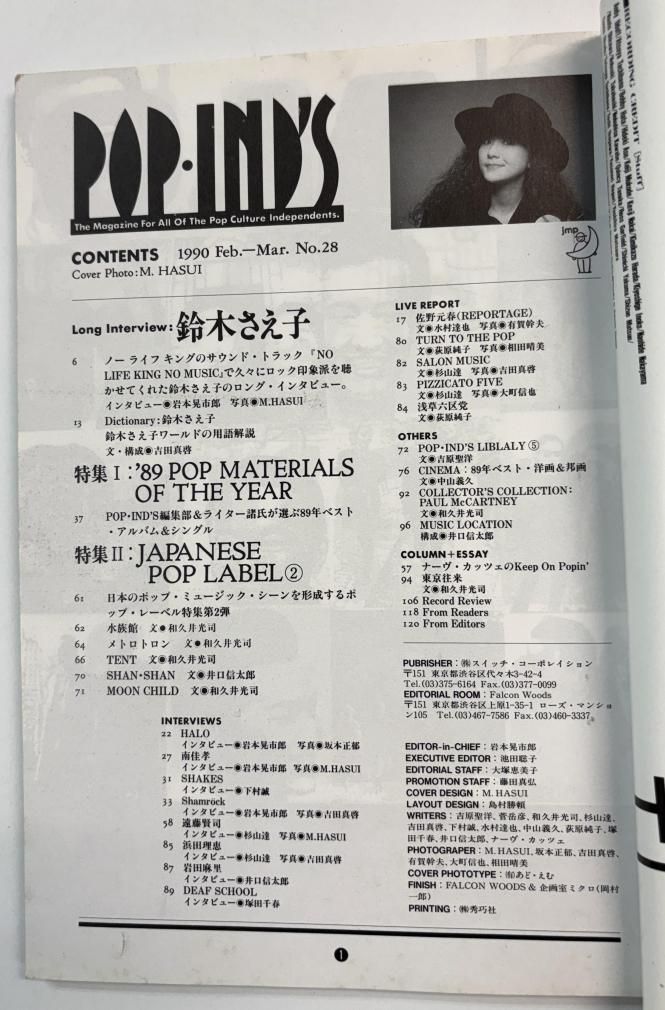 POP·IND'S
The Magazine For All Of The Pop Culture Independents.
CONTENTS 1990 Feb.—Mar. No.28
Cover Photo:M. HASUI
jmp
Long Interview:鈴木さえ子
6 ノー ライフ キングのサウンド・トラック『NO
LIFE KING NO MUSIC』で久々にロック印象派を聴
かせてくれた鈴木さえ子のロング・インタビュー。
インタビュー◉岩本晃市郎 写真◉M.HASUI
13 Dictionary:鈴木さえ子
鈴木さえ子ワールドの用語解説
文・構成◉吉田真啓
特集Ⅰ:'89 POP MATERIALS
OF THE YEAR
37 POP・IND'S編集部&ライター諸氏が選ぶ89年ベスト
・アルバム&シングル
特集Ⅱ:JAPANESE
POP LABEL②
61 日本のポップ・ミュージック・シーンを形成するポ
ップ・レーベル特集第2弾
62 水族館 文◉和久井光司
64 メトロトロン 文◉和久井光司
66 TENT 文◉和久井光司
70 SHAN・SHAN 文◉井口信太郎
71 MOON CHILD 文◉和久井光司
INTERVIEWS
22 HALO
インタビュー◉岩本晃市郎 写真◉坂本正郁
27 南佳孝
インタビュー◉岩本晃市郎 写真◉M.HASUI
31 SHAKES
インタビュー◉下村誠
33 Shamrock
インタビュー◉岩本晃市郎 写真◉吉田真啓
58 遠藤賢司
インタビュー◉杉山達 写真◉M.HASUI
85 浜田理恵
インタビュー◉杉山達 写真◉吉田真啓
87 岩田麻里
インタビュー◉井口信太郎
89 DEAF SCHOOL
インタビュー◉塚田千春
LIVE REPORT
17 佐野元春(REPORTAGE)
文◉水村達也 写真◉有賀幹夫
80 TURN TO THE POP
文◉荻原純子 写真◉相田晴美
82 SALON MUSIC
文◉杉山達 写真◉吉田真啓
83 PIZZICATO FIVE
文◉杉山達 写真◉大町信也
84 浅草六区党
文◉荻原純子
OTHERS
72 POP・IND'S LIBLALY⑤
文◉吉原聖洋
76 CINEMA:89年ベスト・洋画&邦画
文◉中山義久
92 COLLECTOR'S COLLECTION:
PAUL McCARTNEY
文◉和久井光司
96 MUSIC LOCATION
構成◉井口信太郎
COLUMN+ESSAY
57 ナーヴ・カッツェのKeep On Popin'
94 東京往来
文◉和久井光司
106 Record Review
118 From Readers
120 From Editors
PUBRISHER:㈱スイッチ・コーポレイション
〒151 東京都渋谷区代々木3-42-4
Tel.(03)375-6164 Fax.(03)377-0099
EDITORIAL ROOM:Falcon Woods
〒151 東京都渋谷区上原1-35-1 ローズ・マンショ
ン105 Tel.(03)467-7586 Fax.(03)460-3337
EDITOR-in-CHIEF:岩本晃市郎
EXECUTIVE EDITOR:池田聡子
EDITORIAL STAFF:大塚恵美子
PROMOTION STAFF:藤田真弘
COVER DESIGN:M.HASUI
LAYOUT DESIGN:島村勝頼
WRITERS:吉原聖洋、菅岳彦、和久井光司、杉山達、
吉田真啓、下村誠、水村達也、中山義久、荻原純子、塚
田千春、井口信太郎、ナーヴ・カッツェ
PHOTOGRAPER:M.HASUI、坂本正郁、吉田真啓、
有賀幹夫、大町信也、相田晴美
COVER PHOTOTYPE:㈲あど・えむ
FINISH:FALCON WOODS & 企画室ミクロ(岡村
一郎)
PRINTING:㈱秀巧社
1
RECORDING CREDIT [Staff]